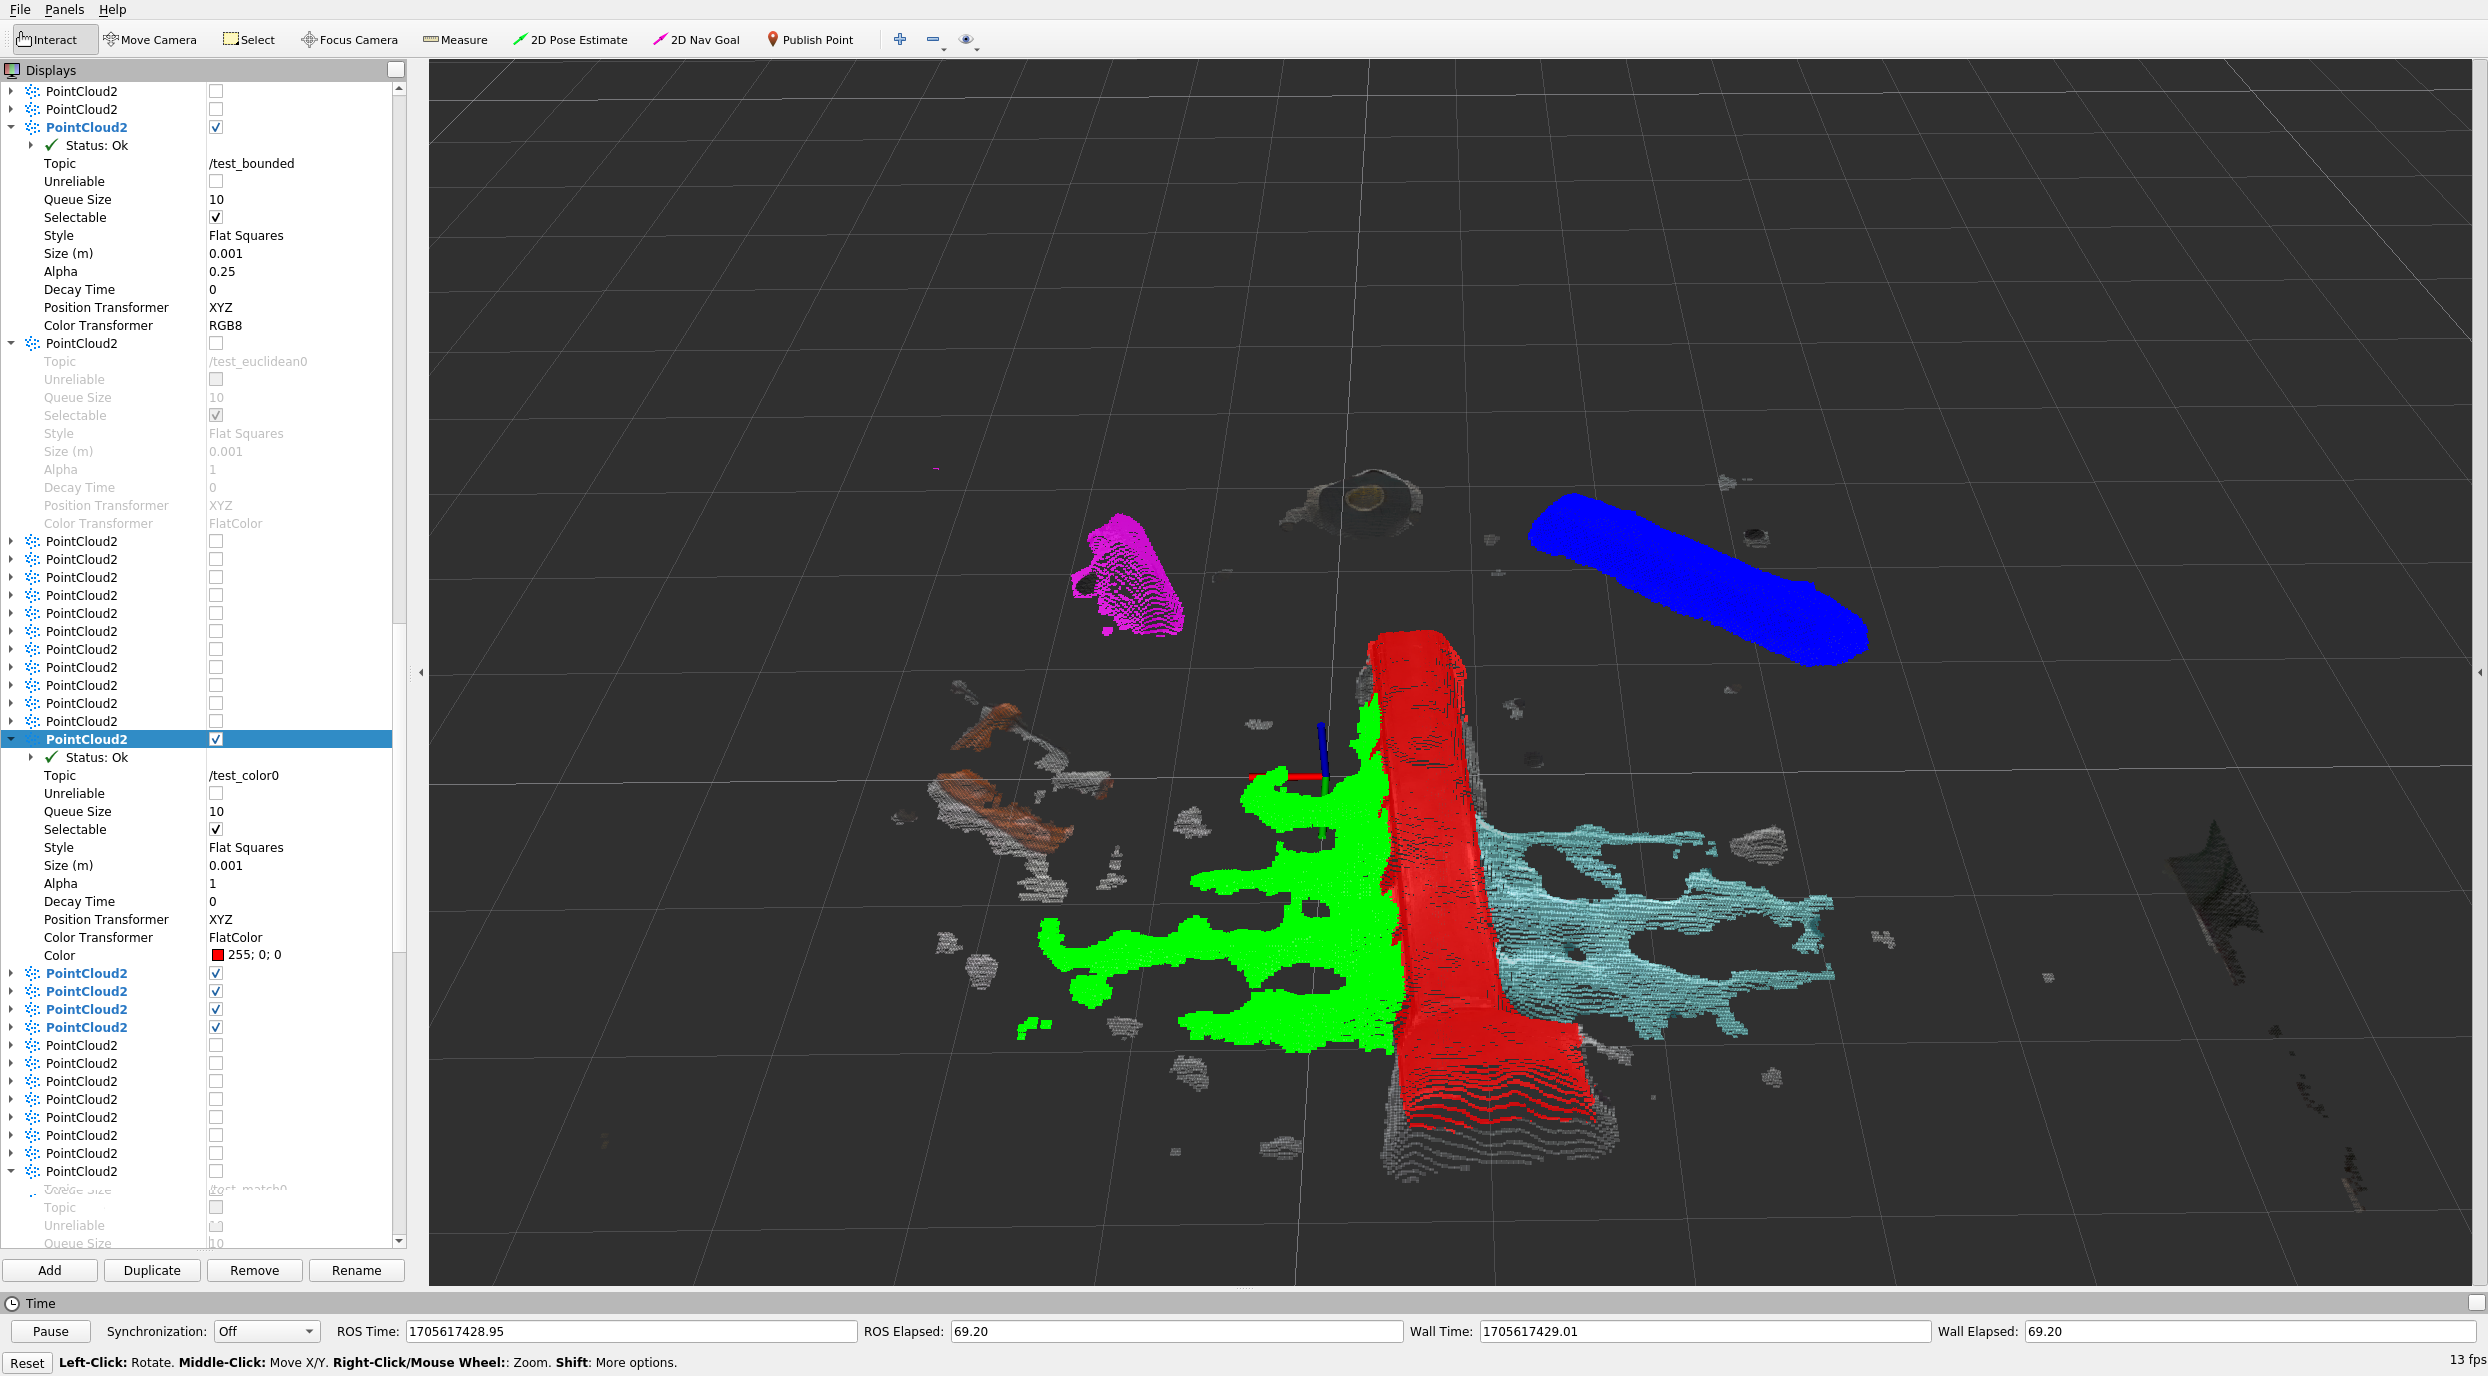 File Panels Help
Interact Move Camera Select Focus Camera Measure 2D Pose Estimate 2D Nav Goal Publish Point
Displays
PointCloud2
PointCloud2
PointCloud2
Status: Ok
Topic /test_bounded
Unreliable
Queue Size 10
Selectable
Style Flat Squares
Size (m) 0.001
Alpha 0.25
Decay Time 0
Position Transformer XYZ
Color Transformer RGB8
PointCloud2
Topic /test_euclidean0
Unreliable
Queue Size 10
Selectable
Style Flat Squares
Size (m) 0.001
Alpha 1
Decay Time 0
Position Transformer XYZ
Color Transformer FlatColor
PointCloud2
PointCloud2
PointCloud2
PointCloud2
PointCloud2
PointCloud2
PointCloud2
PointCloud2
PointCloud2
PointCloud2
PointCloud2
PointCloud2
Status: Ok
Topic /test_color0
Unreliable
Queue Size 10
Selectable
Style Flat Squares
Size (m) 0.001
Alpha 1
Decay Time 0
Position Transformer XYZ
Color Transformer FlatColor
Color 255; 0; 0
PointCloud2
PointCloud2
PointCloud2
PointCloud2
PointCloud2
PointCloud2
PointCloud2
PointCloud2
PointCloud2
PointCloud2
PointCloud2
PointCloud2
Topic
Unreliable
Queue Size 10
Add Duplicate Remove Rename
Time
Pause Synchronization: Off ROS Time: 1705617428.95 ROS Elapsed: 69.20 Wall Time: 1705617429.01 Wall Elapsed: 69.20
Reset Left-Click: Rotate. Middle-Click: Move X/Y. Right-Click/Mouse Wheel:: Zoom. Shift: More options. 13 fps